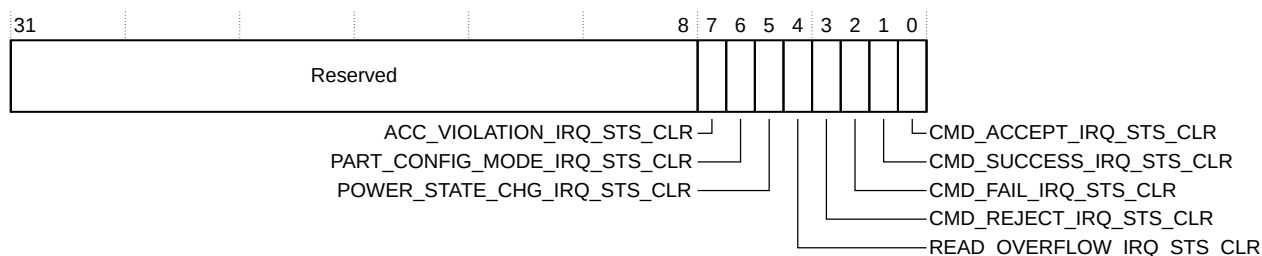 31 8 7 6 5 4 3 2 1 0
Reserved
ACC_VIOLATION_IRQ_STS_CLR CMD_ACCEPT_IRQ_STS_CLR
PART_CONFIG_MODE_IRQ_STS_CLR CMD_SUCCESS_IRQ_STS_CLR
POWER_STATE_CHG_IRQ_STS_CLR CMD_FAIL_IRQ_STS_CLR
CMD_REJECT_IRQ_STS_CLR
READ_OVERFLOW_IRQ_STS_CLR